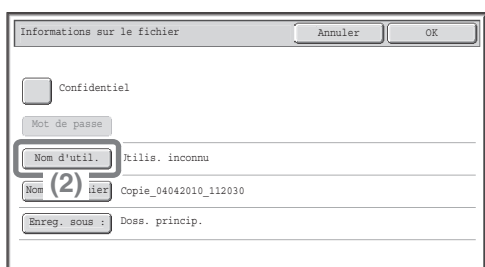 Informations sur le fichier Annuler OK
Confidentiel
Mot de passe
Nom d'util. Utilis. inconnu
(2)
Copie_04042010_112030
Enreg. sous : Doss. princip.